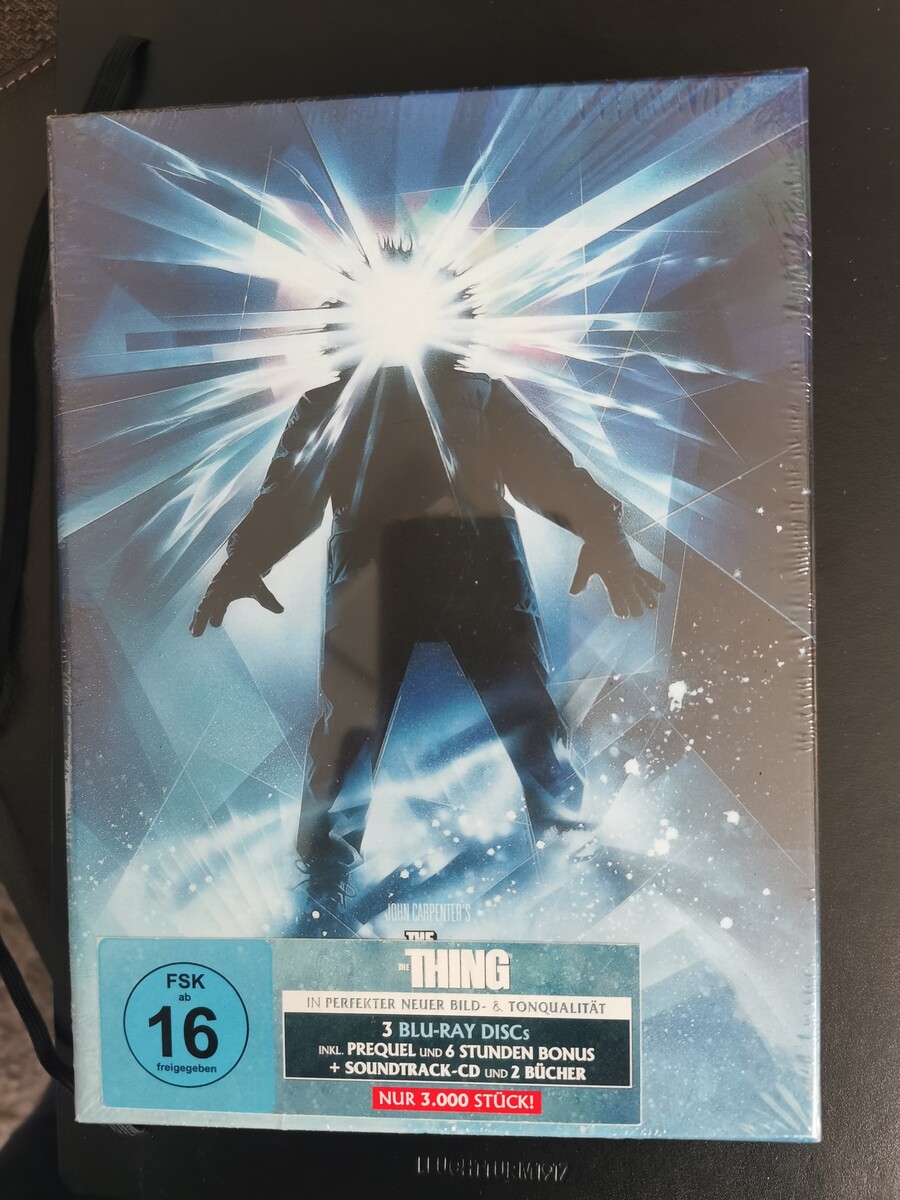 JOHN CARPENTER'S
THE
THE THING
FSK
ab
16
freigegeben
IN PERFEKTER NEUER BILD- & TONQUALITÄT
3 BLU-RAY DISCs
INKL. PREQUEL UND 6 STUNDEN BONUS
+ SOUNDTRACK-CD UND 2 BÜCHER
NUR 3.000 STÜCK!
LEUCHTTURM1917